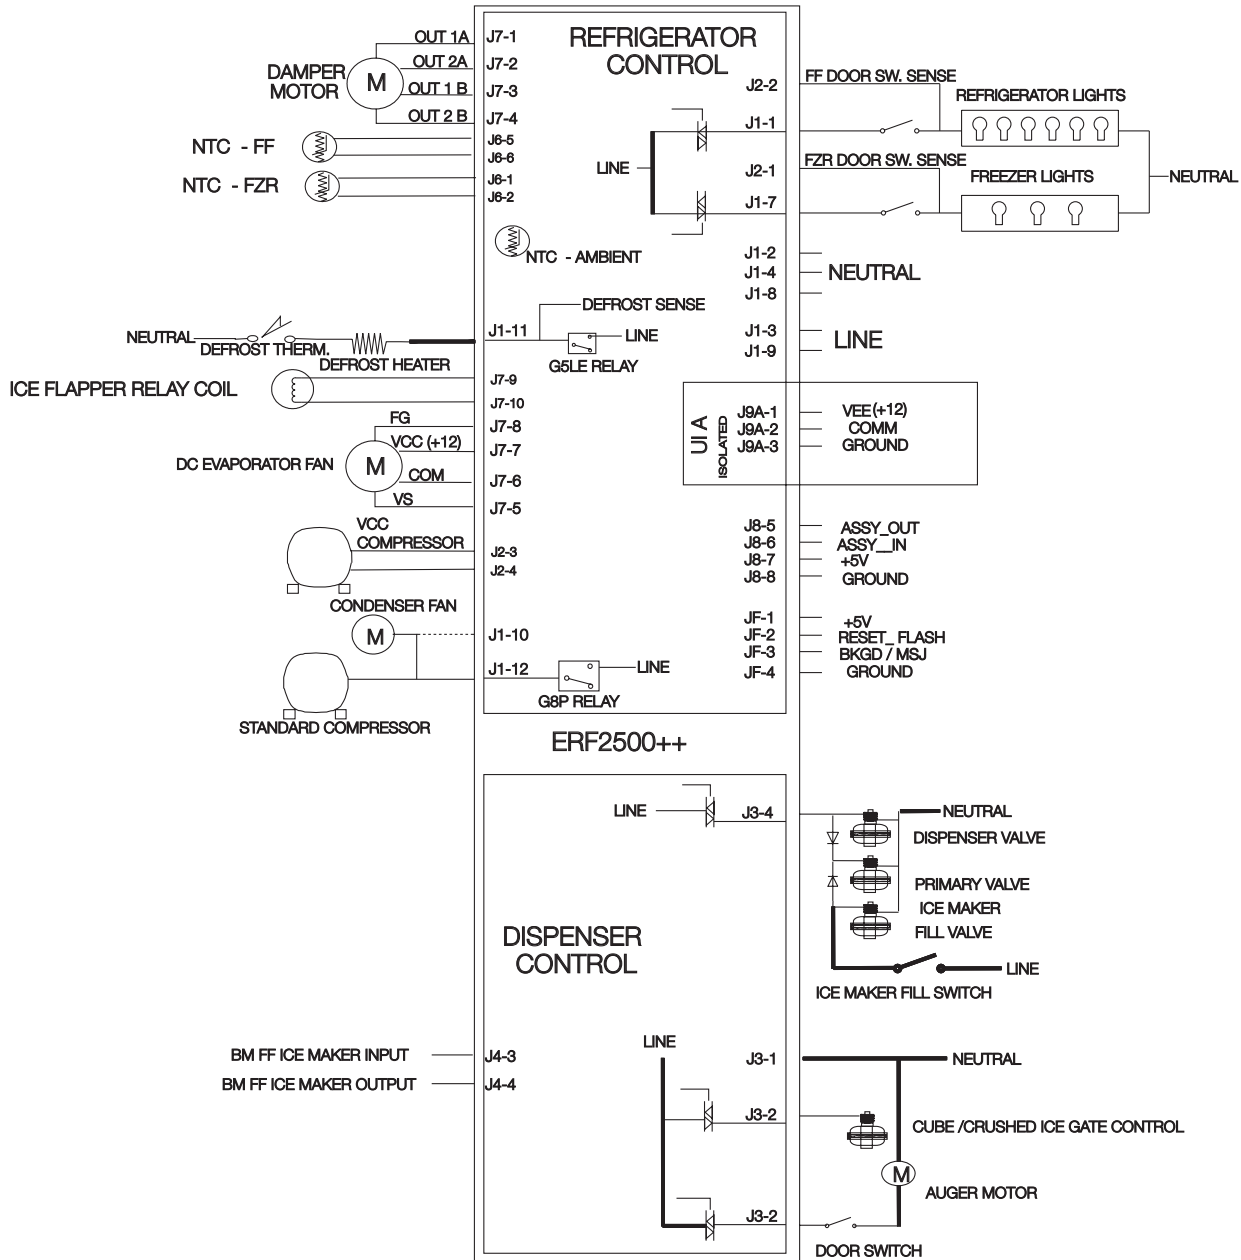 REFRIGERATOR
CONTROL
OUT 1A
J7-1
OUT 2A
J7-2
DAMPER
MOTOR
M
OUT 1 B
J7-3
OUT 2 B
J7-4
NTC - FF
J6-5
J6-6
NTC - FZR
J6-1
J6-2
NTC - AMBIENT
J2-2
FF DOOR SW. SENSE
REFRIGERATOR LIGHTS
J1-1
LINE
J2-1
FZR DOOR SW. SENSE
FREEZER LIGHTS
NEUTRAL
J1-7
J1-2
J1-4
NEUTRAL
J1-8
DEFROST SENSE
NEUTRAL
DEFROST THERM.
DEFROST HEATER
J1-11
LINE
G5LE RELAY
J1-3
LINE
J1-9
ICE FLAPPER RELAY COIL
J7-9
J7-10
FG
J7-8
VCC (+12)
J7-7
DC EVAPORATOR FAN
M
COM
J7-6
VS
J7-5
UI A
ISOLATED
J9A-1
VEE (+12)
J9A-2
COMM
J9A-3
GROUND
VCC
COMPRESSOR
J2-3
J2-4
J8-5
ASSY_OUT
J8-6
ASSY__IN
J8-7
+5V
J8-8
GROUND
CONDENSER FAN
M
J1-10
J1-12
LINE
G8P RELAY
STANDARD COMPRESSOR
JF-1
+5V
JF-2
RESET_ FLASH
JF-3
BKGD / MSJ
JF-4
GROUND
ERF2500++
LINE
J3-4
NEUTRAL
DISPENSER VALVE
PRIMARY VALVE
ICE MAKER
FILL VALVE
LINE
ICE MAKER FILL SWITCH
DISPENSER
CONTROL
BM FF ICE MAKER INPUT
J4-3
BM FF ICE MAKER OUTPUT
J4-4
LINE
J3-1
NEUTRAL
J3-2
CUBE /CRUSHED ICE GATE CONTROL
M
AUGER MOTOR
J3-2
DOOR SWITCH